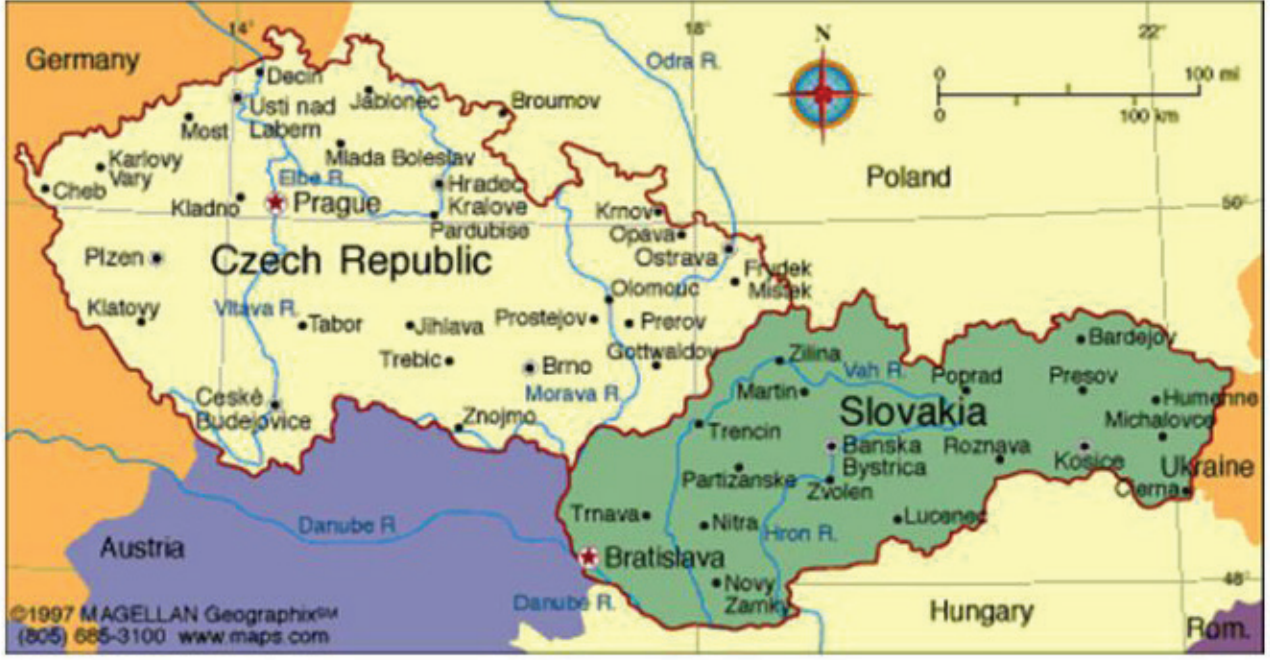 14°
18°
22°
Germany
Decin
Odra R.
N
0
100 mi
0
100 km
Usti nad
Labem
Jablonec
Broumov
Most
Mlada Boleslav
Karlovy
Vary
Cheb
Elbe R.
Hradec
Kralove
Poland
Kladno
Prague
Krnov
50°
Pardubise
Opava
Ostrava
Plzen
Czech Republic
Frydek
Mistek
Olomouc
Klatovy
Vltava R.
Tabor
Jihlava
Prostejov
Prerov
Trebic
Brno
Gottwaldov
Zilina
Bardejov
Morava R.
Martin
Vah R.
Poprad
Presov
Humenne
Ceské
Budejovice
Znojmo
Trencin
Slovakia
Michalovce
Banska
Bystrica
Roznava
Kosice
Ukraine
Partizanske
Zvolen
Cierna
Danube R
Trnava
Nitra
Hron R.
Lucenec
Austria
Bratislava
Novy
Zamky
48°
Danube R.
Hungary
Rom.
©1997 MAGELLAN Geographix℠
(805) 685-3100 www.maps.com